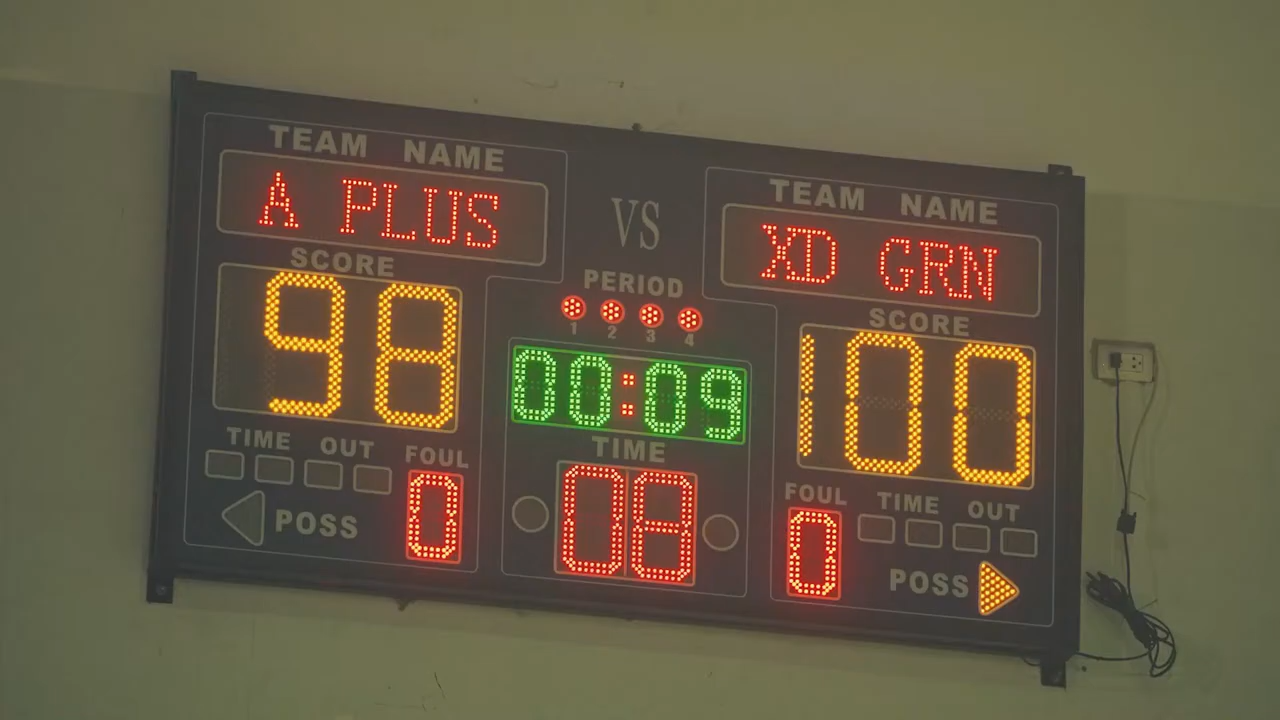 TEAM NAME
A PLUS
SCORE
98
TIME OUT
FOUL
0
POSS
VS
PERIOD
1 2 3 4
00:09
TIME
08
TEAM NAME
XD GRN
SCORE
100
FOUL
0
TIME OUT
POSS